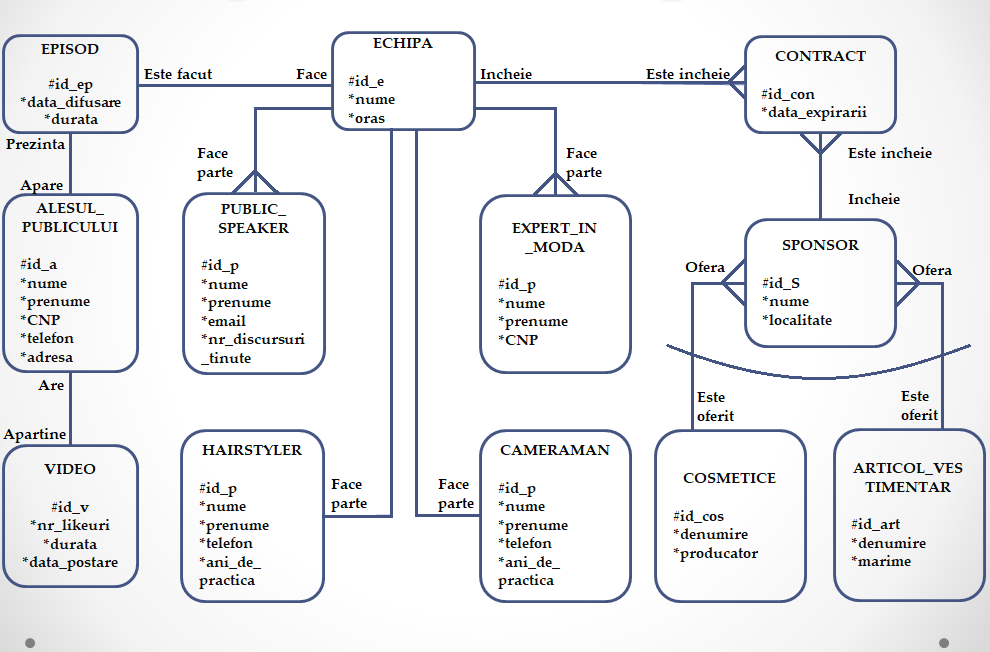 EPISOD
#id_ep
*data_difusare
*durata
Este facut
Face
ECHIPA
#id_e
*nume
*oras
Incheie
Este incheie
CONTRACT
#id_con
*data_expirarii
Prezinta
Apare
Face
parte
Face
parte
Este incheie
Incheie
ALESUL_
PUBLICULUI
#id_a
*nume
*prenume
*CNP
*telefon
*adresa
PUBLIC_
SPEAKER
#id_p
*nume
*prenume
*email
*nr_discursuri
_tinute
EXPERT_IN
_MODA
#id_p
*nume
*prenume
*CNP
Ofera
SPONSOR
#id_S
*nume
*localitate
Ofera
Are
Apartine
Este
oferit
Este
oferit
VIDEO
#id_v
*nr_likeuri
*durata
*data_postare
HAIRSTYLER
#id_p
*nume
*prenume
*telefon
*ani_de_
practica
Face
parte
Face
parte
CAMERAMAN
#id_p
*nume
*prenume
*telefon
*ani_de_
practica
COSMETICE
#id_cos
*denumire
*producator
ARTICOL_VES
TIMENTAR
#id_art
*denumire
*marime